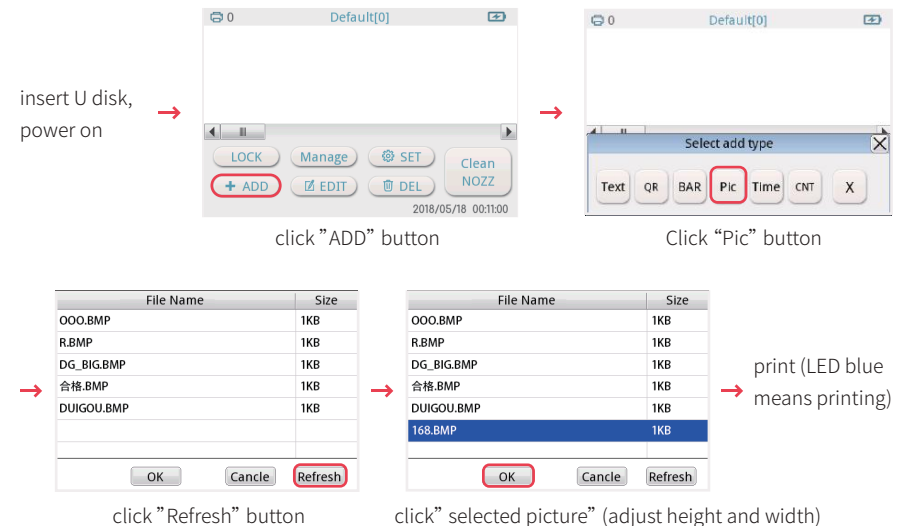 0 Default[0]
0 Default[0]
insert U disk,
power on
Select add type
LOCK Manage SET Clean NOZZ
+ ADD EDIT DEL
Text QR BAR Pic Time CNT X
2018/05/18 00:11:00
click ”ADD” button
Click “Pic” button
File Name Size
OOO.BMP 1KB
R.BMP 1KB
DG_BIG.BMP 1KB
合格.BMP 1KB
DUIGOU.BMP 1KB
OK Cancle Refresh
click ”Refresh” button
File Name Size
OOO.BMP 1KB
R.BMP 1KB
DG_BIG.BMP 1KB
合格.BMP 1KB
DUIGOU.BMP 1KB
168.BMP 1KB
OK Cancle Refresh
click” selected picture” (adjust height and width)
print (LED blue
means printing)